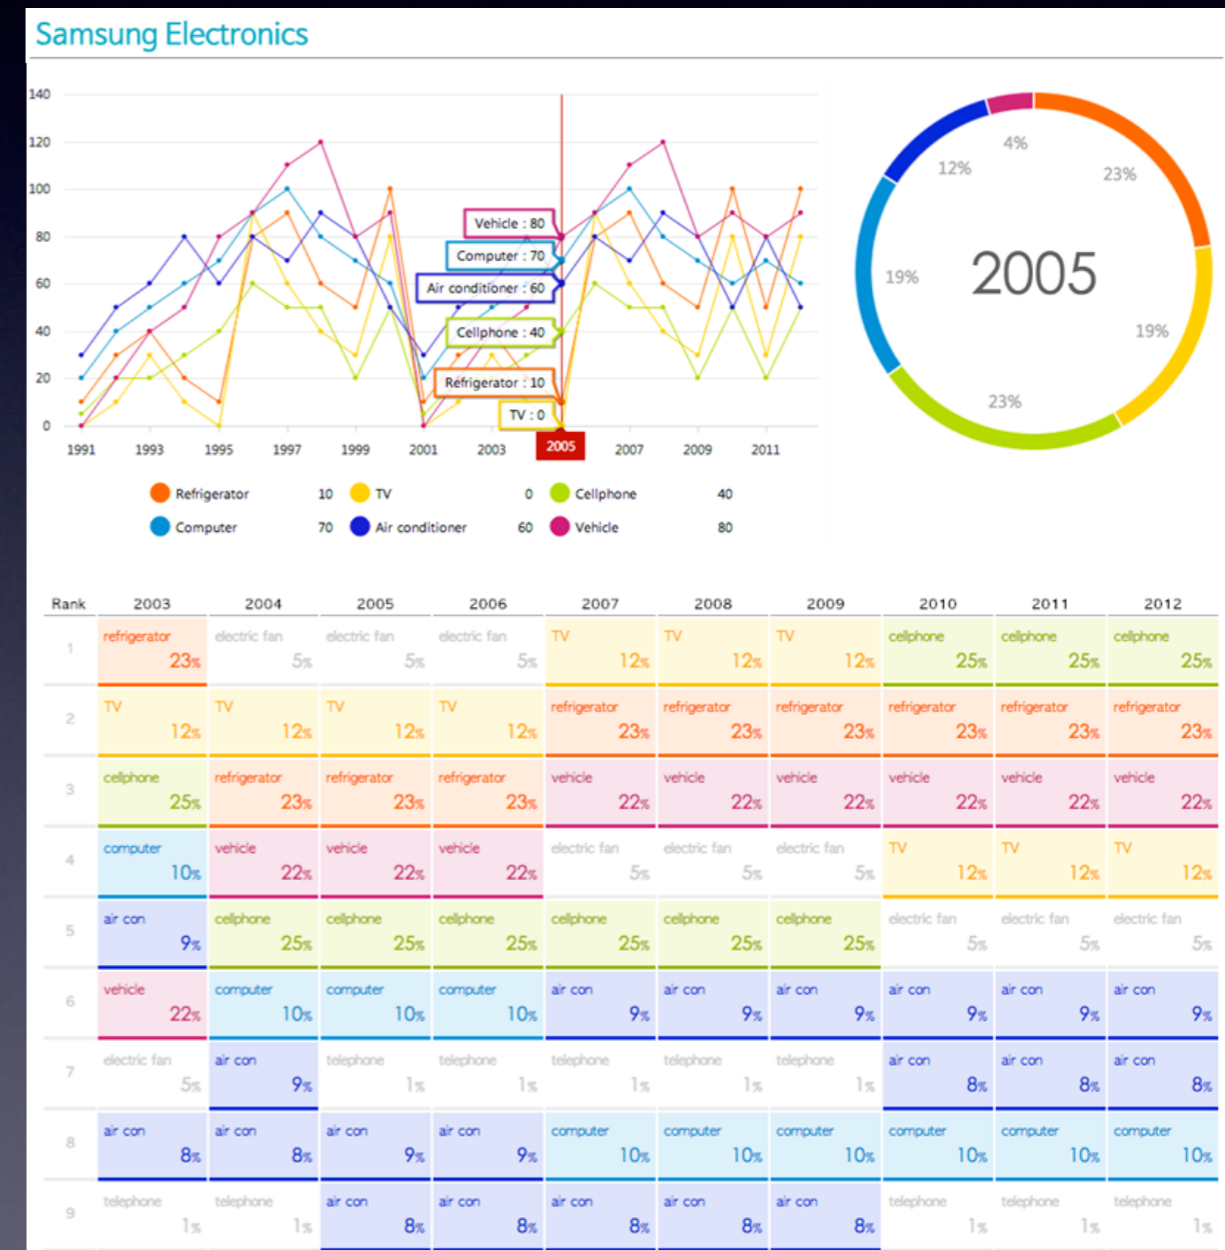 Samsung Electronics
140
120
100
80
60
40
20
0
Vehicle : 80
Computer : 70
Air conditioner : 60
Cellphone : 40
Refrigerator : 10
TV : 0
1991 1993 1995 1997 1999 2001 2003 2005 2007 2009 2011
Refrigerator 10 TV 0 Cellphone 40
Computer 70 Air conditioner 60 Vehicle 80
4%
12%
23%
19%
2005
19%
23%
Rank 2003 2004 2005 2006 2007 2008 2009 2010 2011 2012
refrigerator electric fan electric fan electric fan TV TV TV cellphone cellphone cellphone
1 23% 5% 5% 5% 12% 12% 12% 25% 25% 25%
TV TV TV TV refrigerator refrigerator refrigerator refrigerator refrigerator refrigerator
2 12% 12% 12% 12% 23% 23% 23% 23% 23% 23%
cellphone refrigerator refrigerator refrigerator vehicle vehicle vehicle vehicle vehicle vehicle
3 25% 23% 23% 23% 22% 22% 22% 22% 22% 22%
computer vehicle vehicle vehicle electric fan electric fan electric fan TV TV TV
4 10% 22% 22% 22% 5% 5% 5% 12% 12% 12%
air con cellphone cellphone cellphone cellphone cellphone cellphone electric fan electric fan electric fan
5 9% 25% 25% 25% 25% 25% 25% 5% 5% 5%
vehicle computer computer computer air con air con air con air con air con air con
6 22% 10% 10% 10% 9% 9% 9% 9% 9% 9%
electric fan air con telephone telephone telephone telephone telephone air con air con air con
7 5% 9% 1% 1% 1% 1% 1% 8% 8% 8%
air con air con air con air con computer computer computer computer computer computer
8 8% 8% 9% 9% 10% 10% 10% 10% 10% 10%
telephone telephone air con air con air con air con air con telephone telephone telephone
9 1% 1% 8% 8% 8% 8% 8% 1% 1% 1%